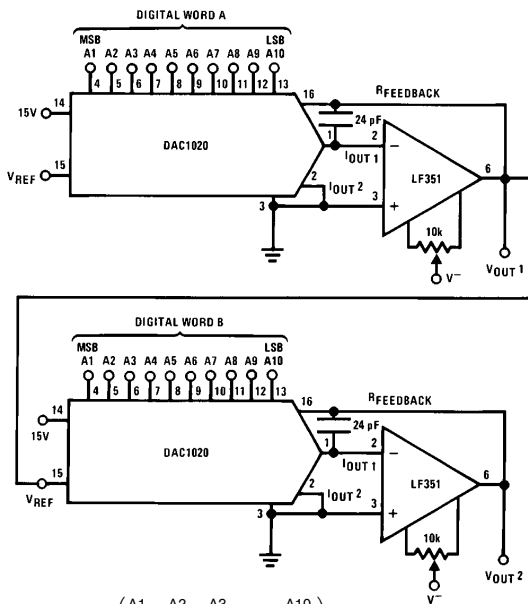 DIGITAL WORD A
MSB LSB
A1 A2 A3 A4 A5 A6 A7 A8 A9 A10
4 5 6 7 8 9 10 11 12 13
16 RFEEDBACK
15V 14
24 pF
DAC1020
1 IOUT 1 2 −
LF351 6
VREF 15
2 IOUT 2
3 3 +
10k
V−
VOUT 1
DIGITAL WORD B
MSB LSB
A1 A2 A3 A4 A5 A6 A7 A8 A9 A10
4 5 6 7 8 9 10 11 12 13
16 RFEEDBACK
14
15V
24 pF
DAC1020
1 IOUT 1 2 −
LF351 6
15
VREF
2 IOUT 2
3 3 +
10k
V−
VOUT 2
(A1 A2 A3 A10)